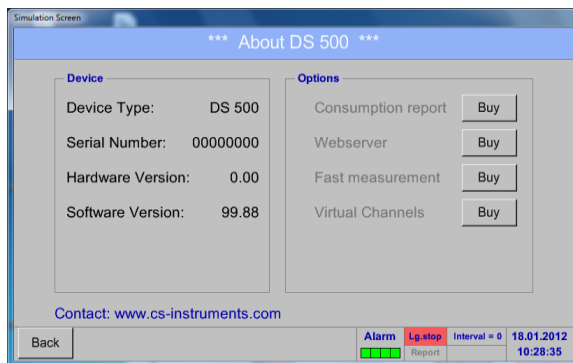 Simulation Screen
*** About DS 500 ***
Device
Device Type: DS 500
Serial Number: 00000000
Hardware Version: 0.00
Software Version: 99.88
Options
Consumption report Buy
Webserver Buy
Fast measurement Buy
Virtual Channels Buy
Contact: www.cs-instruments.com
Back
Alarm Lg.stop Interval = 0 18.01.2012
Report 10:28:35